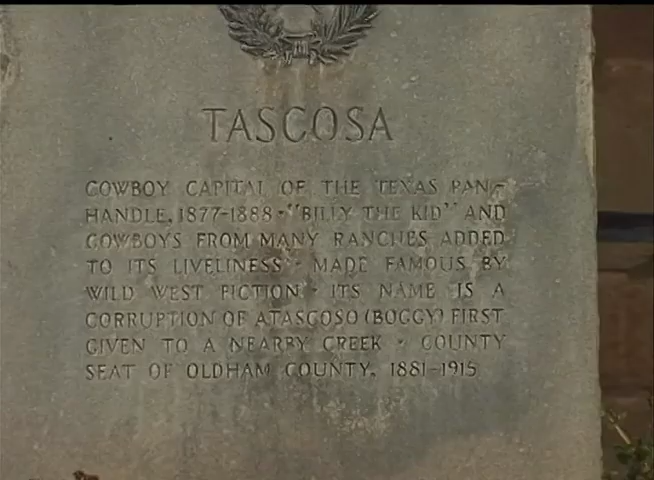 TASCOSA
COWBOY CAPITAL OF THE TEXAS PAN-
HANDLE, 1877-1888 · "BILLY THE KID" AND
COWBOYS FROM MANY RANCHES ADDED
TO ITS LIVELINESS · MADE FAMOUS BY
WILD WEST FICTION · ITS NAME IS A
CORRUPTION OF ATASCOSO (BOGGY) FIRST
GIVEN TO A NEARBY CREEK · COUNTY
SEAT OF OLDHAM COUNTY, 1881-1915